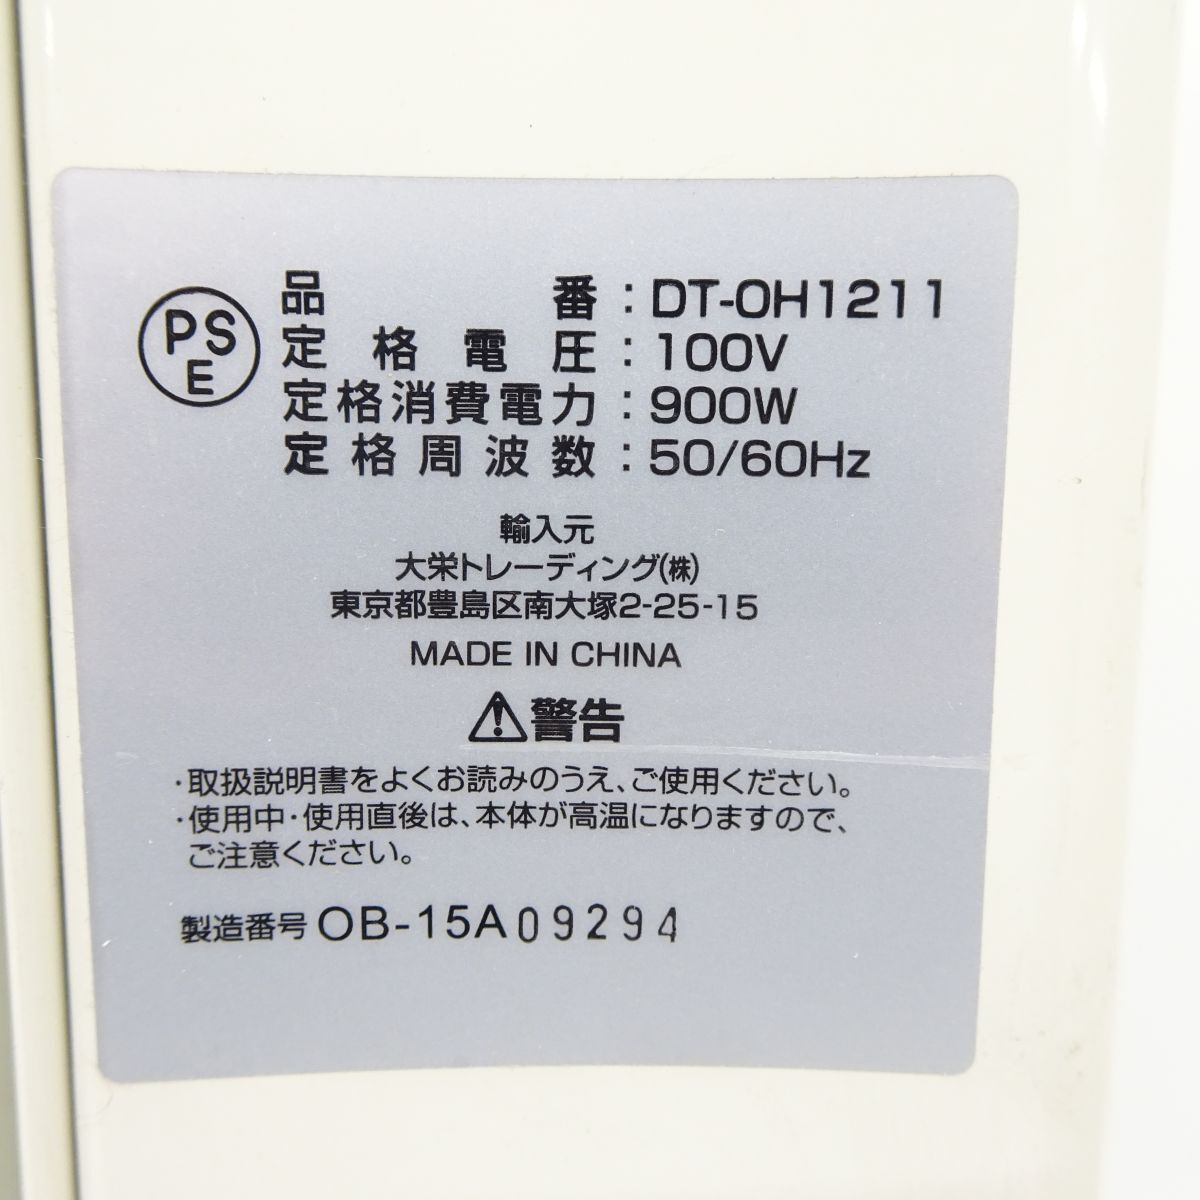 PS
E
品番：DT-OH1211
定格電圧：100V
定格消費電力：900W
定格周波数：50/60Hz
輸入元
大栄トレーディング(株)
東京都豊島区南大塚2-25-15
MADE IN CHINA
警告
・取扱説明書をよくお読みのうえ、ご使用ください。
・使用中・使用直後は、本体が高温になりますので、
ご注意ください。
製造番号 OB-15A09294